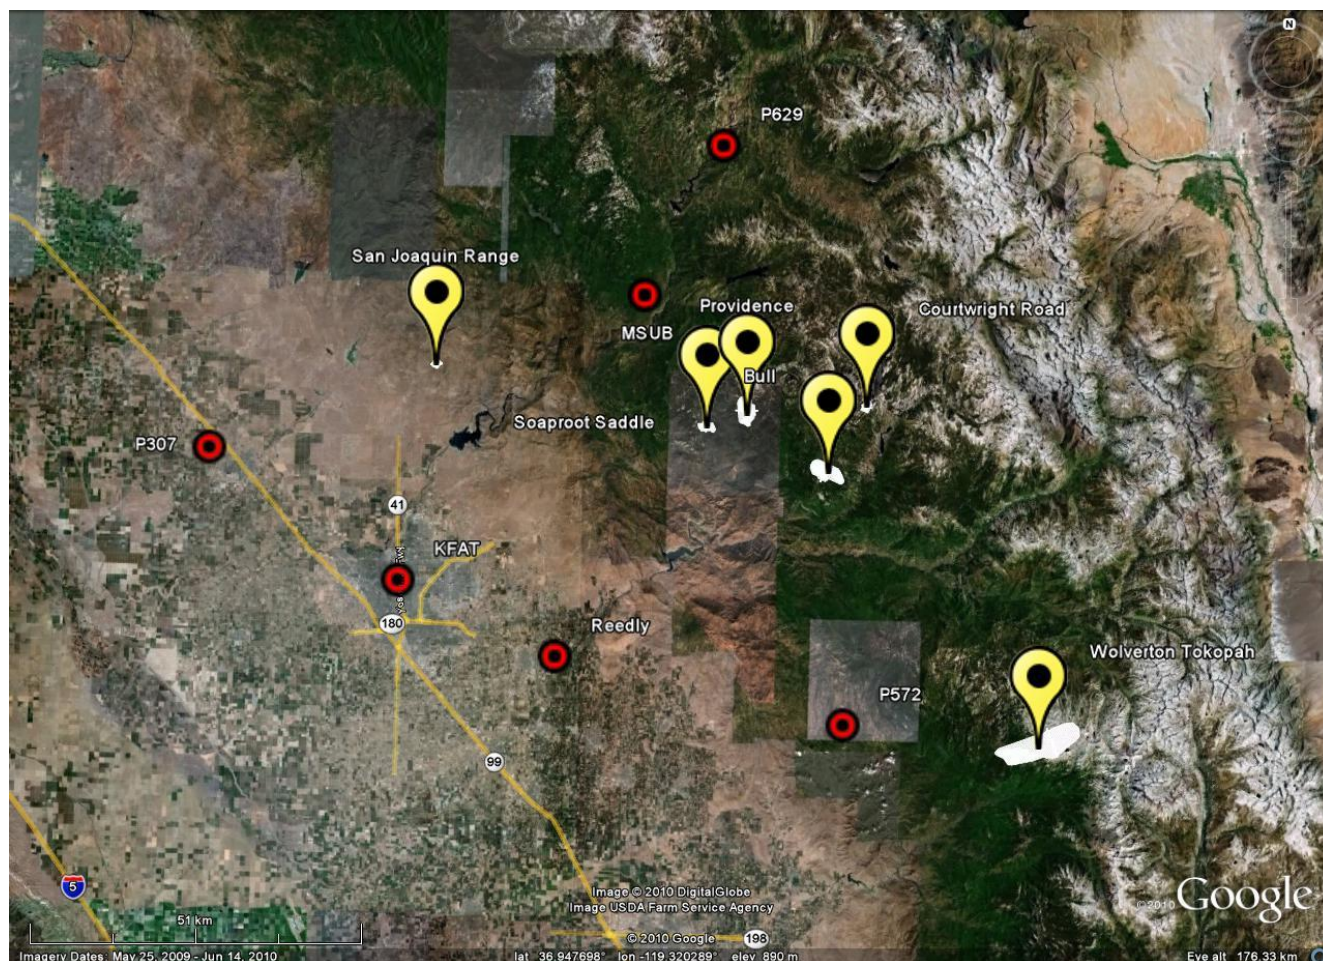 N
P629
San Joaquin Range
Providence
Courtwright Road
MSUB
Bull
Soaproot Saddle
P307
41
KFAT
180
Reedly
Wolverton Tokopah
P572
99
5
Image © 2010 DigitalGlobe
Image USDA Farm Service Agency
© 2010 Google
198
©2010 Google
51 km
Imagery Dates: May 25, 2009 - Jun 14, 2010
lat 36.947698° lon -119.320289° elev 890 m
Eye alt 176.33 km